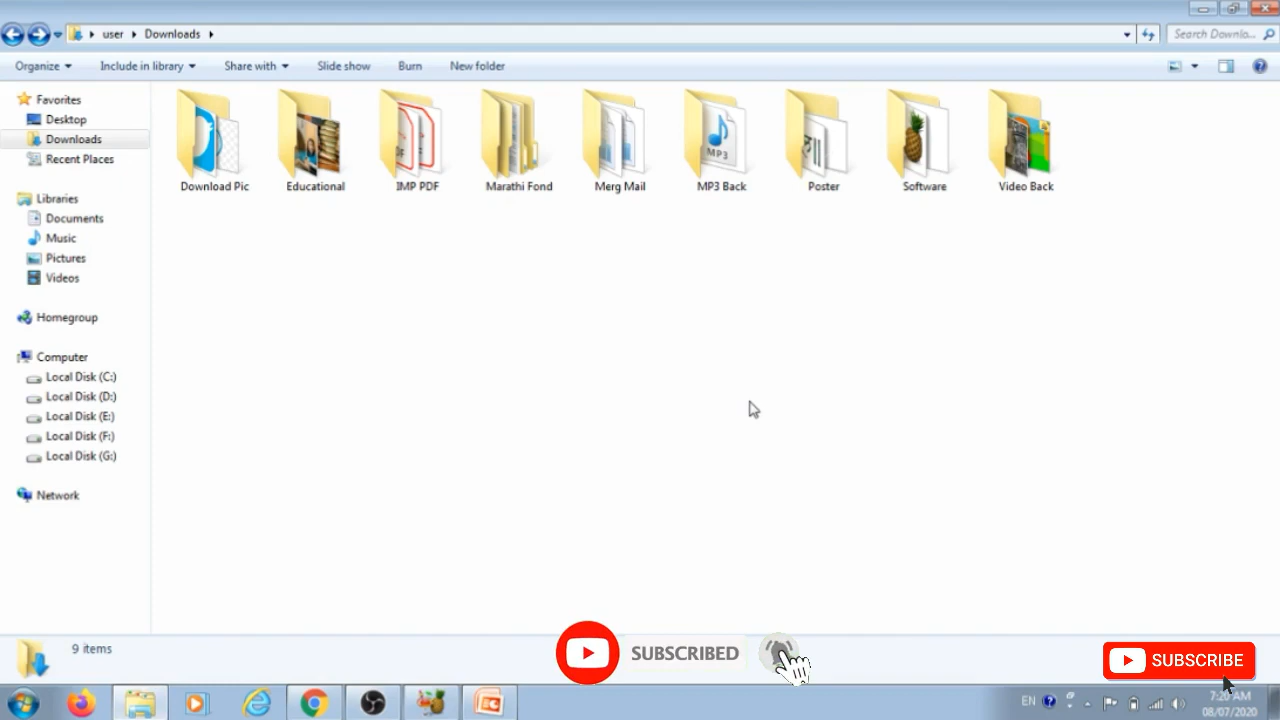 user Downloads
Search Downlo...
Organize Include in library Share with Slide show Burn New folder
Favorites
Desktop
Downloads
Recent Places
Libraries
Documents
Music
Pictures
Videos
Homegroup
Computer
Local Disk (C:)
Local Disk (D:)
Local Disk (E:)
Local Disk (F:)
Local Disk (G:)
Network
Download Pic Educational IMP PDF Marathi Fond Merg Mail MP3 Back Poster Software Video Back
MP3
9 items
SUBSCRIBED
SUBSCRIBE
EN
7:20 AM
08/07/2020